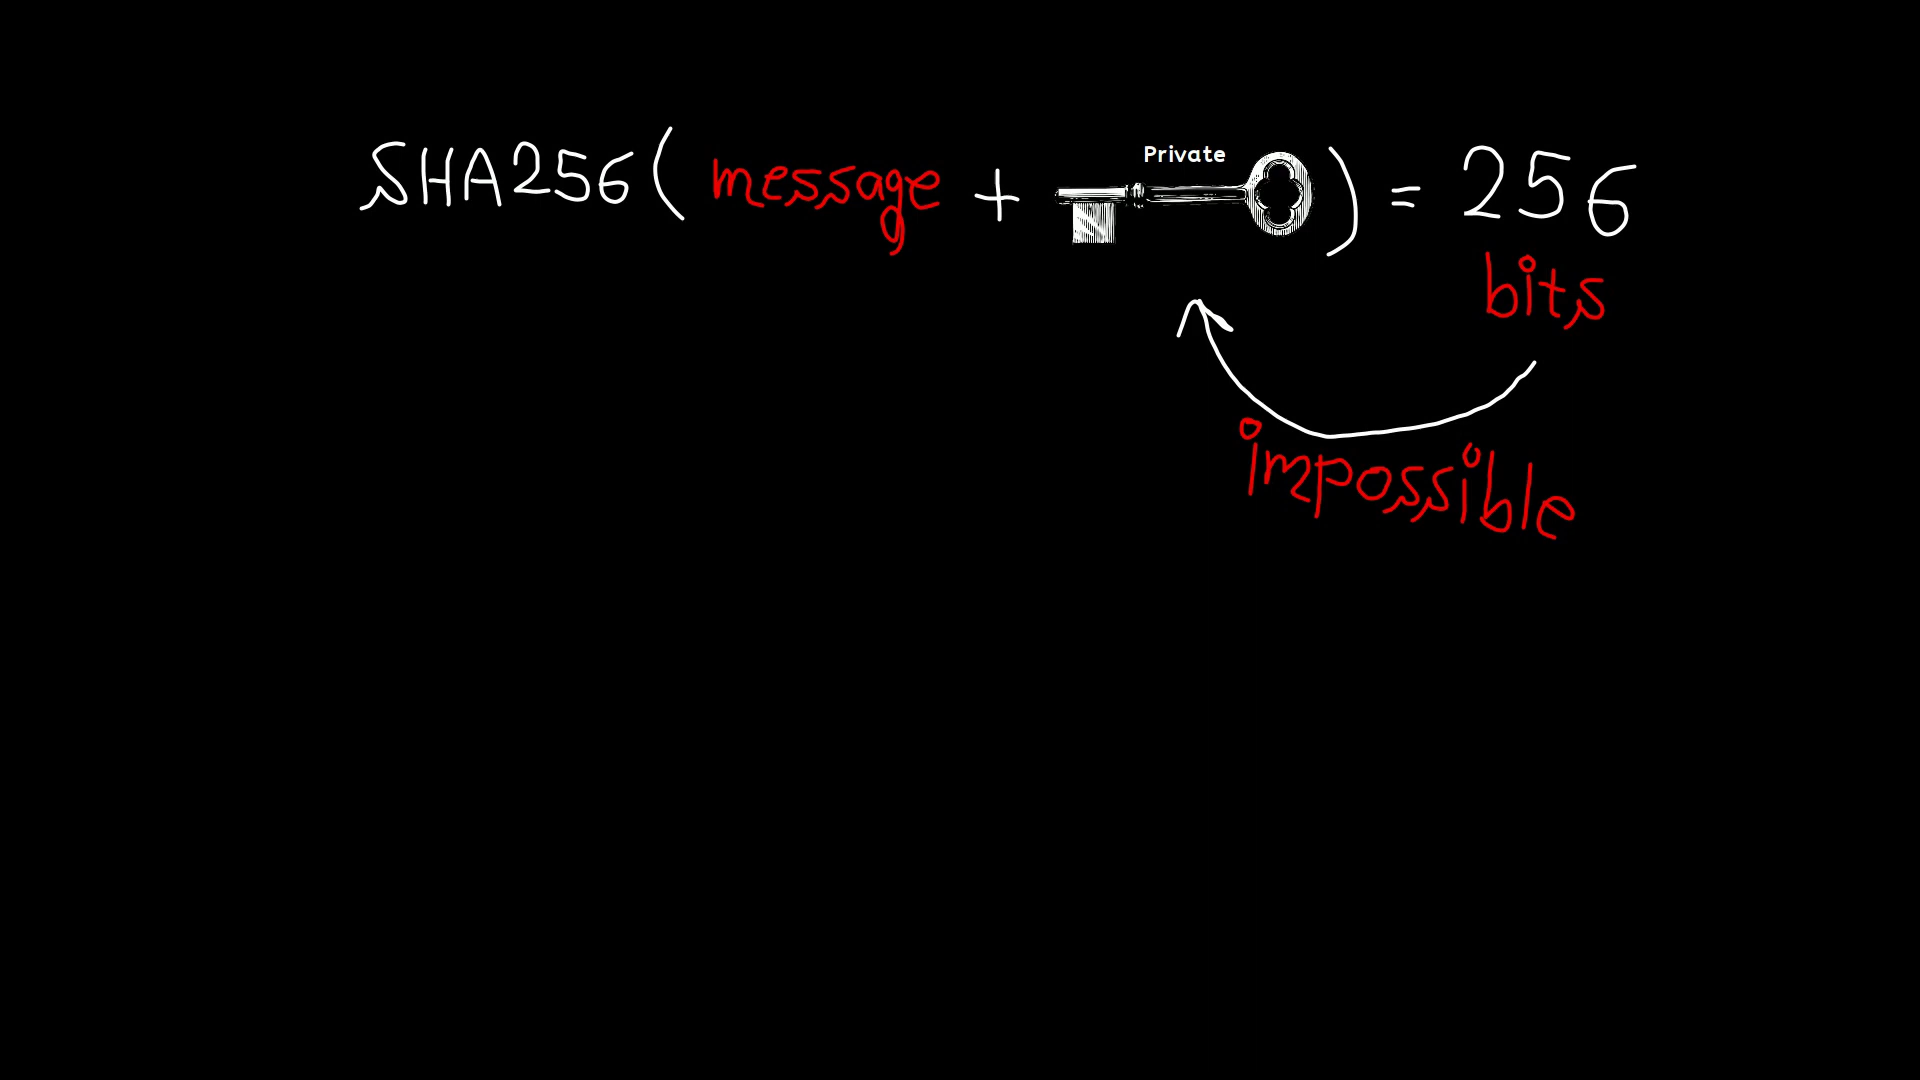 Private
SHA256( message + ) = 256
bits
impossible